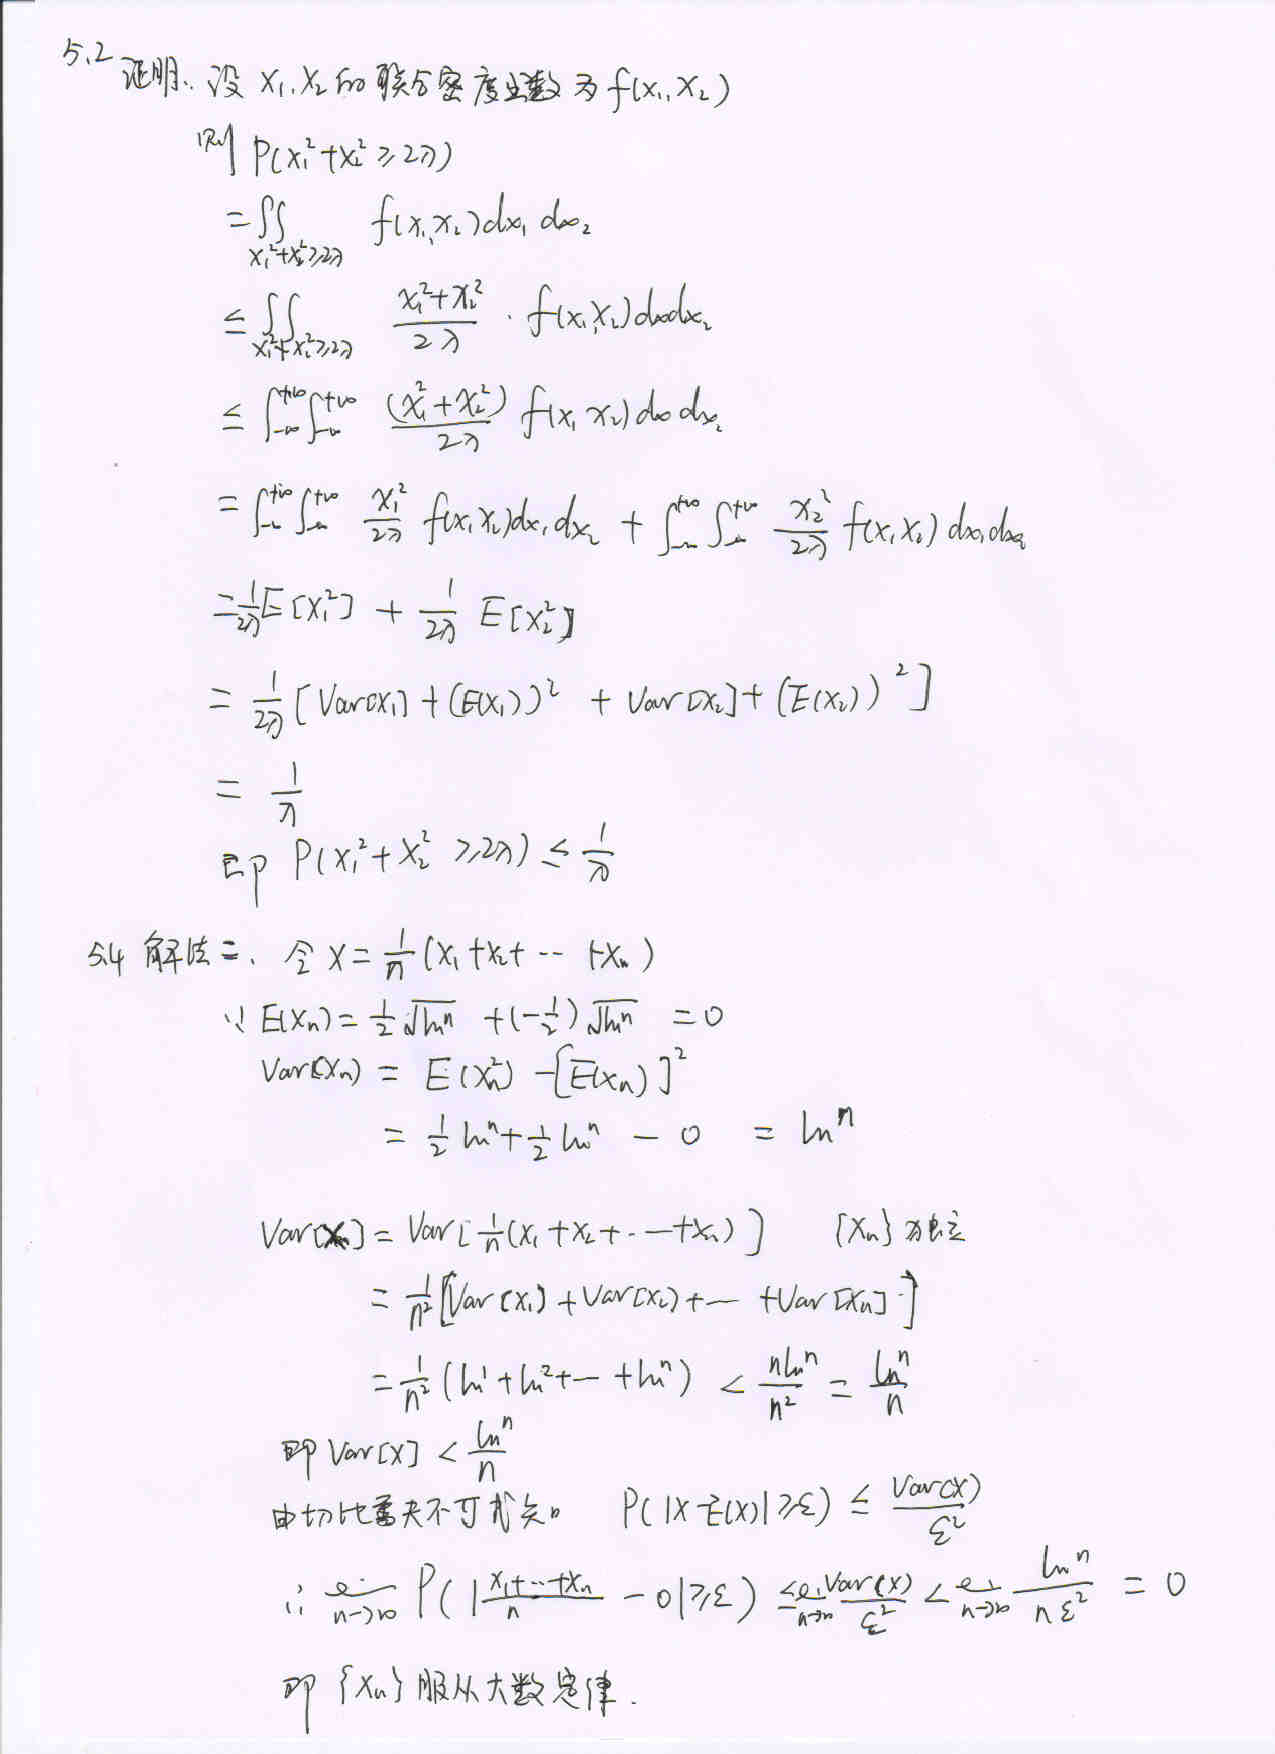 5.2
证明: 设 X₁, X₂ 的联合密度函数为 f(x₁, x₂)
则 P(X₁²+X₂² ≥ 2λ)
= ∬_{x₁²+x₂²≥2λ} f(x₁, x₂) dx₁ dx₂
≤ ∬_{x₁²+x₂²≥2λ} (x₁²+x₂²)/(2λ) · f(x₁, x₂) dx dx₂
≤ ∫_{-∞}^{+∞} ∫_{-∞}^{+∞} (x₁²+x₂²)/(2λ) f(x₁ x₂) dx dx₂
= ∫_{-∞}^{+∞} ∫_{-∞}^{+∞} x₁²/(2λ) f(x₁ x₂) dx₁ dx₂ + ∫_{-∞}^{+∞} ∫_{-∞}^{+∞} x₂²/(2λ) f(x₁ x₂) dx₁ dx₂
= 1/(2λ) E[X₁²] + 1/(2λ) E[X₂²]
= 1/(2λ) [Var[X₁] + (E(X₁))² + Var[X₂] + (E(X₂))²]
= 1/λ
即 P(X₁²+X₂² ≥ 2λ) ≤ 1/λ
5.4 解法二. 令 X = 1/n (X₁+X₂+ ··· +Xₙ)
∵ E(Xₙ) = 1/2 √lnⁿ + (-1/2) √lnⁿ = 0
Var(Xₙ) = E(Xₙ²) - [E(Xₙ)]²
= 1/2 lnⁿ + 1/2 lnⁿ - 0 = lnⁿ
Var[X] = Var[1/n (X₁+X₂+ ··· +Xₙ)] {Xₙ}为独立
= 1/n² [Var(X₁) + Var(X₂) + ··· + Var[Xₙ]]
= 1/n² (ln¹ + ln² + ··· + lnⁿ) < n lnⁿ/n² = lnⁿ/n
即 Var[X] < lnⁿ/n
由切比雪夫不等式知 P(|X-E(X)| ≥ ε) ≤ Var(X)/ε²
∴ lim_{n→∞} P(|(X₁+···+Xₙ)/n - 0| ≥ ε) ≤ lim_{n→∞} Var(X)/ε² < lim_{n→∞} lnⁿ/(nε²) = 0
即 {Xₙ} 服从大数定律.